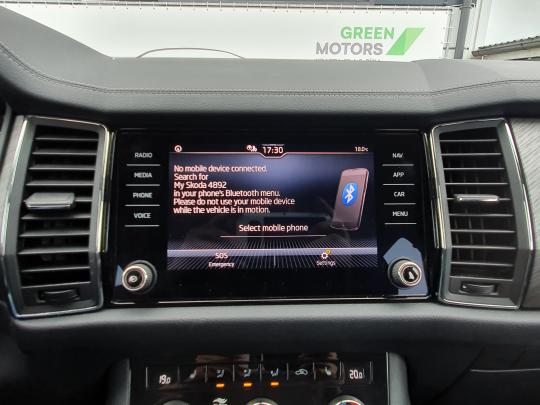 GREEN
MOTORS
17:30
18.0°C
RADIO
MEDIA
PHONE
VOICE
No mobile device connected.
Search for
My Skoda 4892
in your phone's Bluetooth menu.
Please do not use your mobile device
while the vehicle is in motion.
Select mobile phone
SOS
Emergency
Settings
NAV
APP
CAR
MENU
19.0
20.0